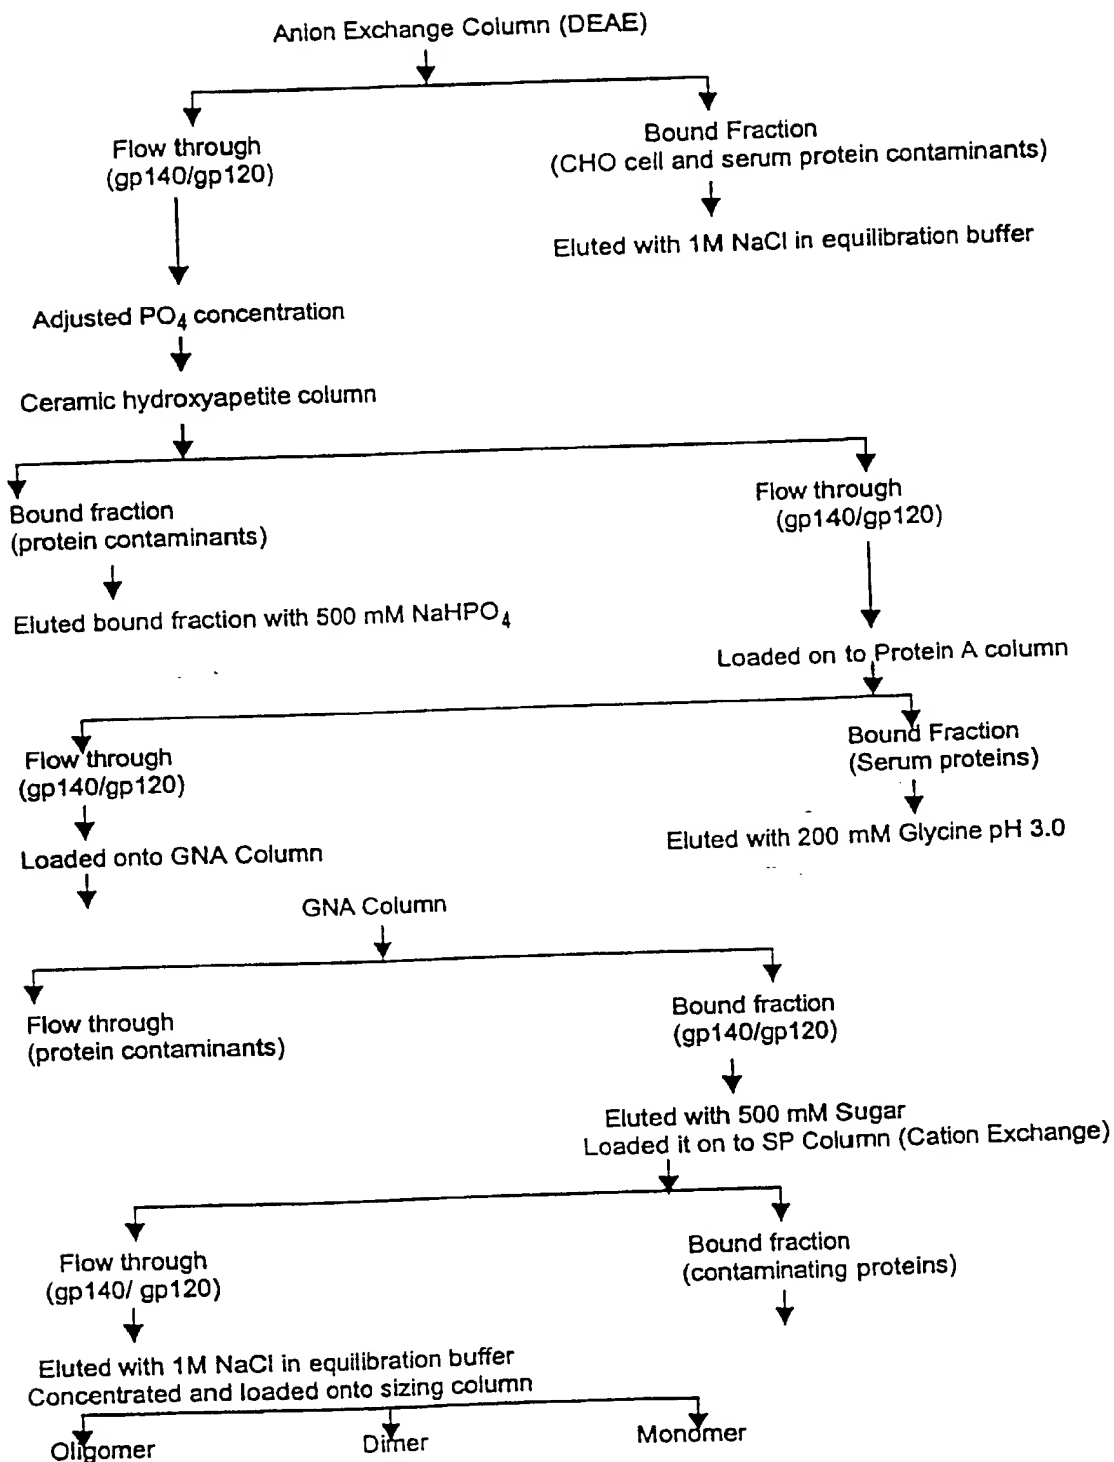 Anion Exchange Column (DEAE)
Flow through
(gp140/gp120)
Bound Fraction
(CHO cell and serum protein contaminants)
Eluted with 1M NaCl in equilibration buffer
Adjusted PO4 concentration
Ceramic hydroxyapetite column
Bound fraction
(protein contaminants)
Eluted bound fraction with 500 mM NaHPO4
Flow through
(gp140/gp120)
Loaded on to Protein A column
Flow through
(gp140/gp120)
Loaded onto GNA Column
Bound Fraction
(Serum proteins)
Eluted with 200 mM Glycine pH 3.0
GNA Column
Flow through
(protein contaminants)
Bound fraction
(gp140/gp120)
Eluted with 500 mM Sugar
Loaded it on to SP Column (Cation Exchange)
Flow through
(gp140/ gp120)
Bound fraction
(contaminating proteins)
Eluted with 1M NaCl in equilibration buffer
Concentrated and loaded onto sizing column
Oligomer
Dimer
Monomer